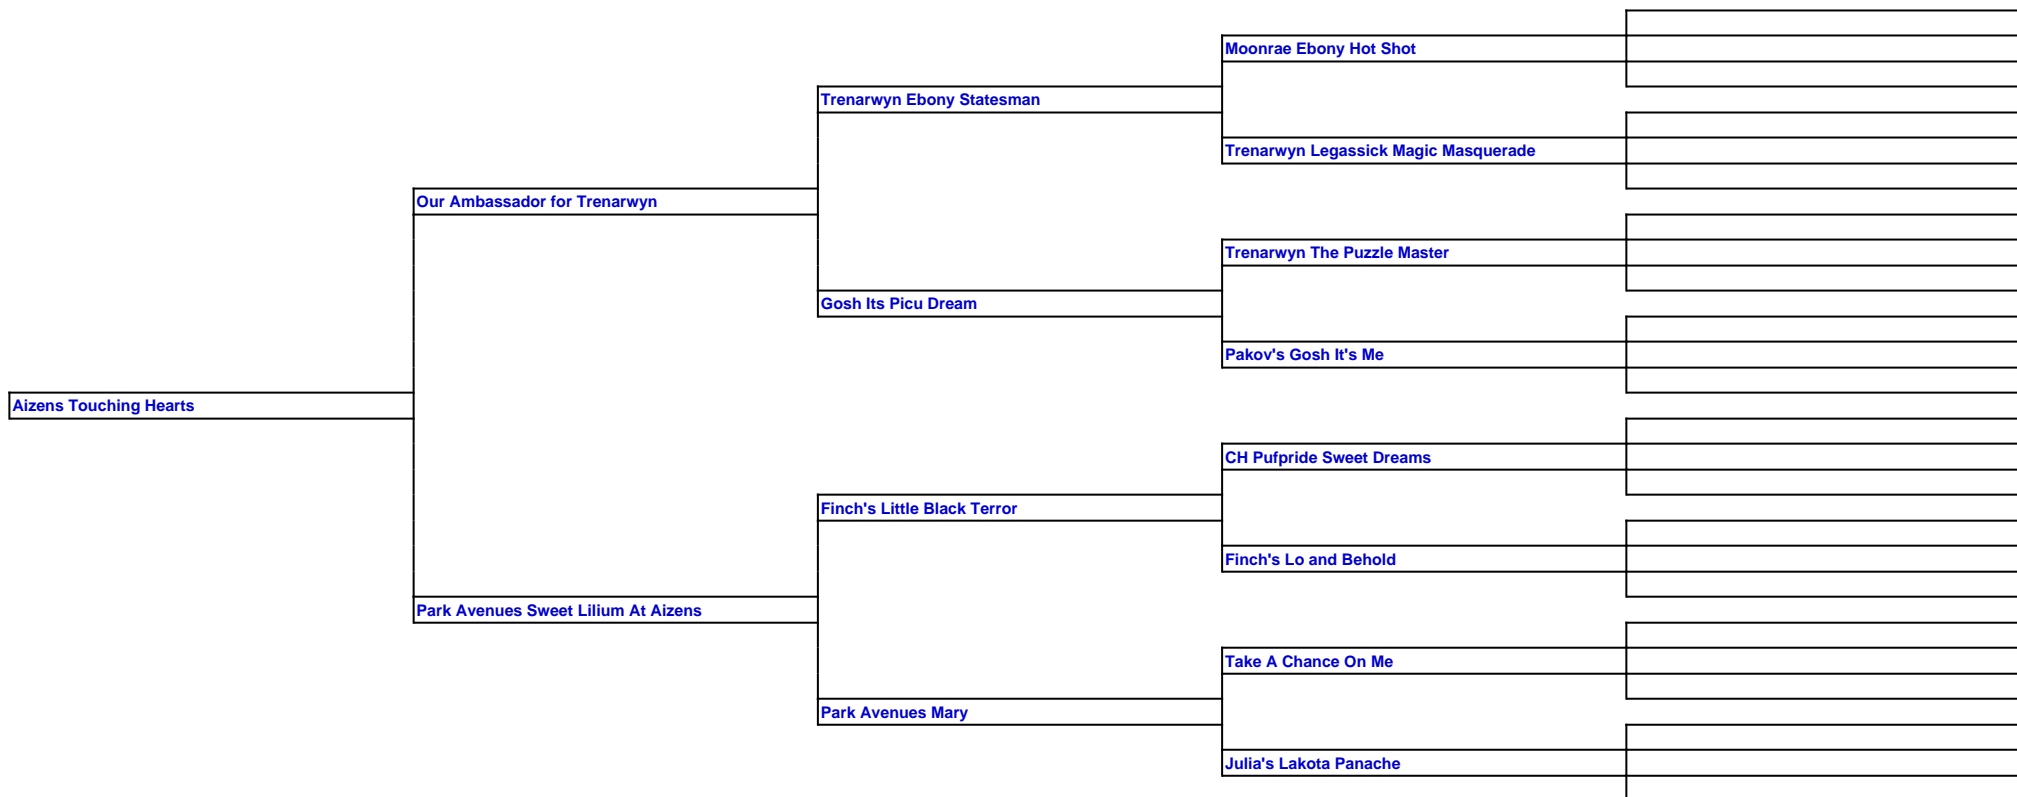 Moonrae Ebony Hot Shot
Trenarwyn Ebony Statesman
Trenarwyn Legassick Magic Masquerade
Our Ambassador for Trenarwyn
Trenarwyn The Puzzle Master
Gosh Its Picu Dream
Pakov's Gosh It's Me
Aizens Touching Hearts
CH Pufpride Sweet Dreams
Finch's Little Black Terror
Finch's Lo and Behold
Park Avenues Sweet Lilium At Aizens
Take A Chance On Me
Park Avenues Mary
Julia's Lakota Panache